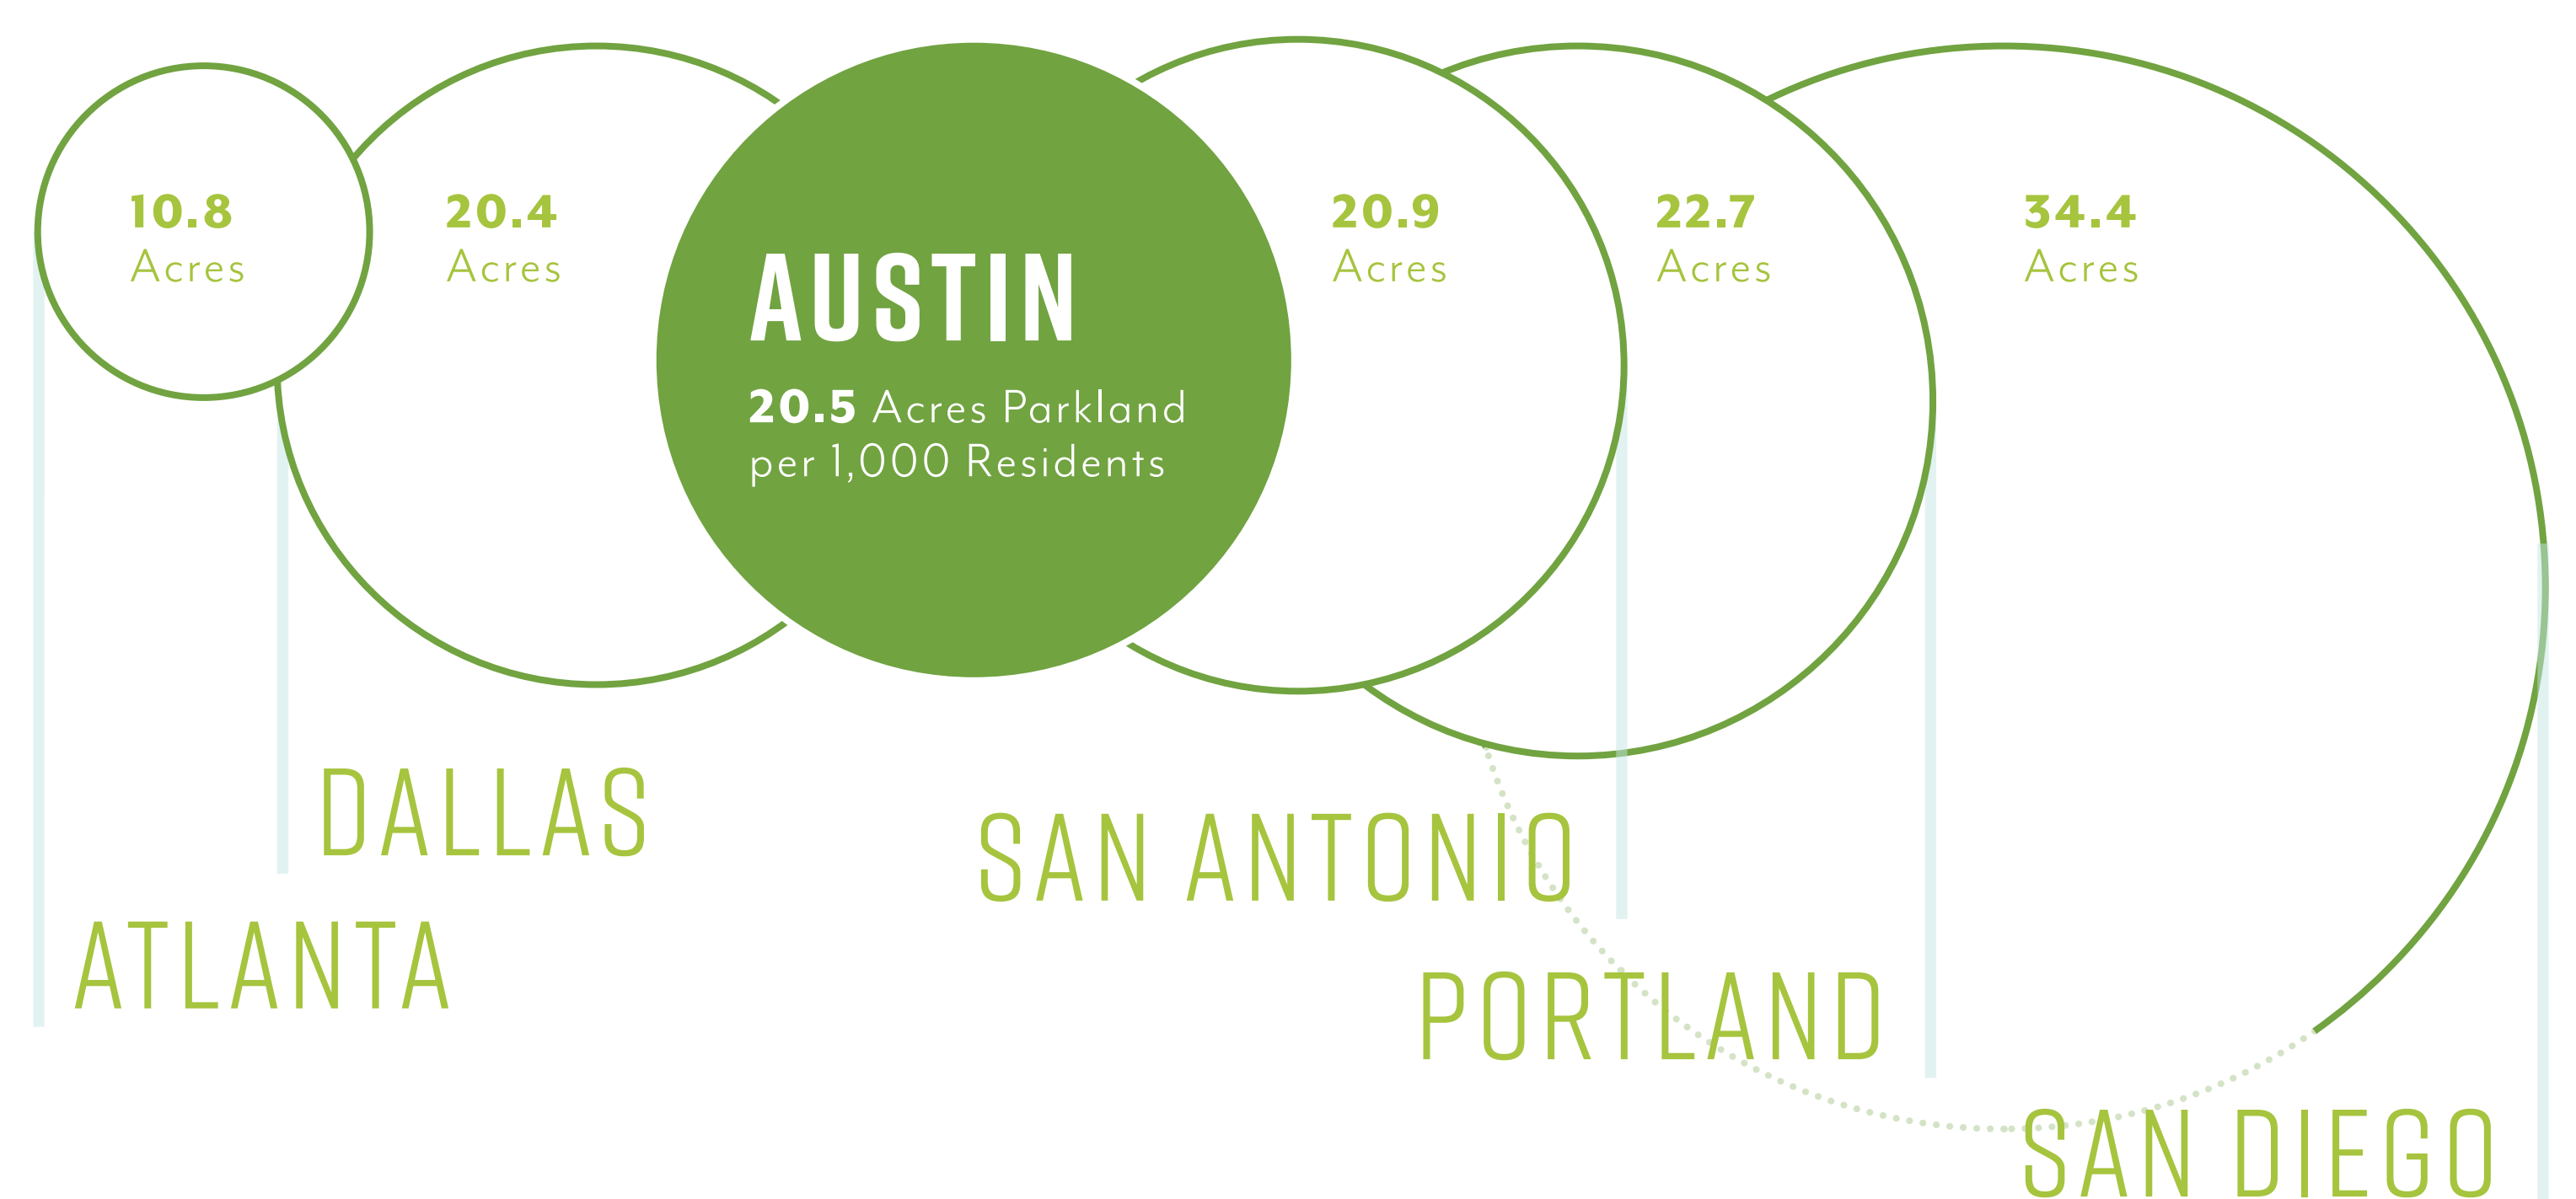 10.8
Acres
20.4
Acres
AUSTIN
20.5 Acres Parkland
per 1,000 Residents
20.9
Acres
22.7
Acres
34.4
Acres
DALLAS
ATLANTA
SAN ANTONIO
PORTLAND
SAN DIEGO